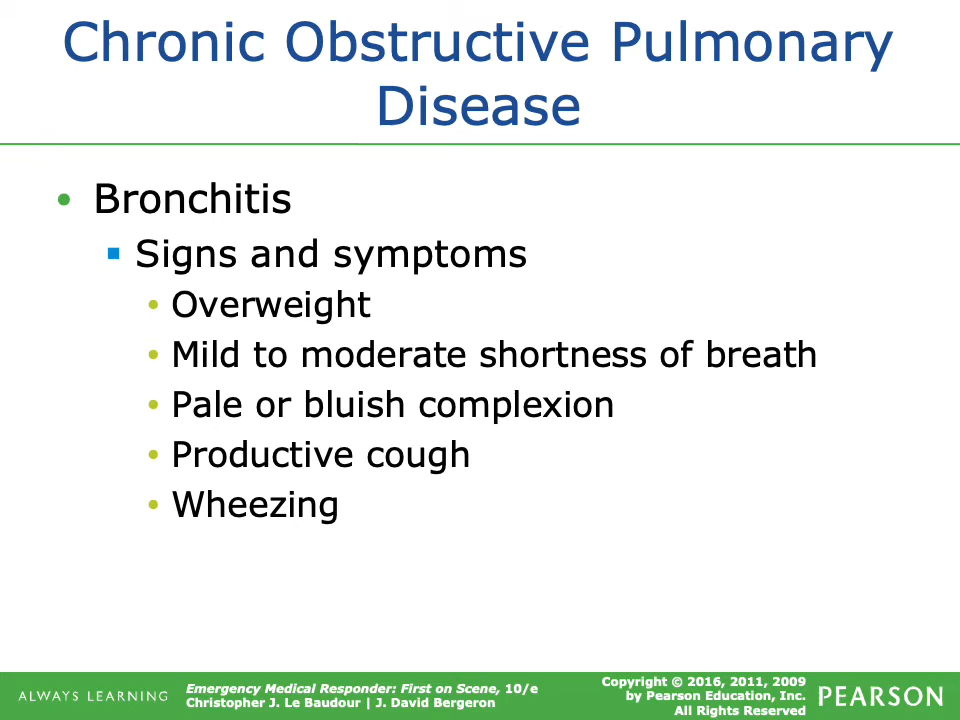 Chronic Obstructive Pulmonary
Disease
• Bronchitis
▪ Signs and symptoms
• Overweight
• Mild to moderate shortness of breath
• Pale or bluish complexion
• Productive cough
• Wheezing
ALWAYS LEARNING
Emergency Medical Responder: First on Scene, 10/e
Christopher J. Le Baudour | J. David Bergeron
Copyright © 2016, 2011, 2009
by Pearson Education, Inc.
All Rights Reserved
PEARSON